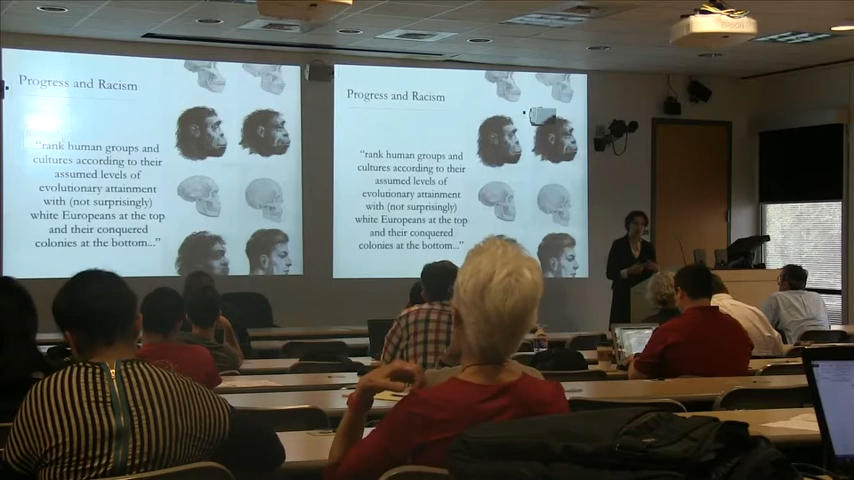 Progress and Racism
"rank human groups and
cultures according to their
assumed levels of
evolutionary attainment
with (not surprisingly)
white Europeans at the top
and their conquered
colonies at the bottom..."
Progress and Racism
"rank human groups and
cultures according to their
assumed levels of
evolutionary attainment
with (not surprisingly)
white Europeans at the top
and their conquered
colonies at the bottom..."
EPSON